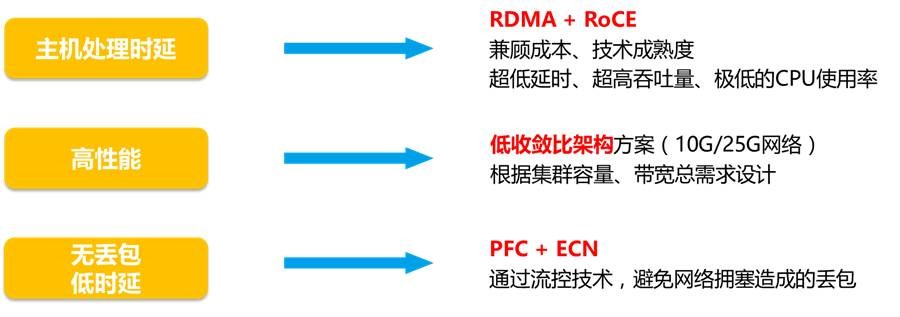 主机处理时延
RDMA + RoCE
兼顾成本、技术成熟度
超低延时、超高吞吐量、极低的CPU使用率
高性能
低收敛比架构方案（10G/25G网络）
根据集群容量、带宽总需求设计
无丢包
低时延
PFC + ECN
通过流控技术，避免网络拥塞造成的丢包